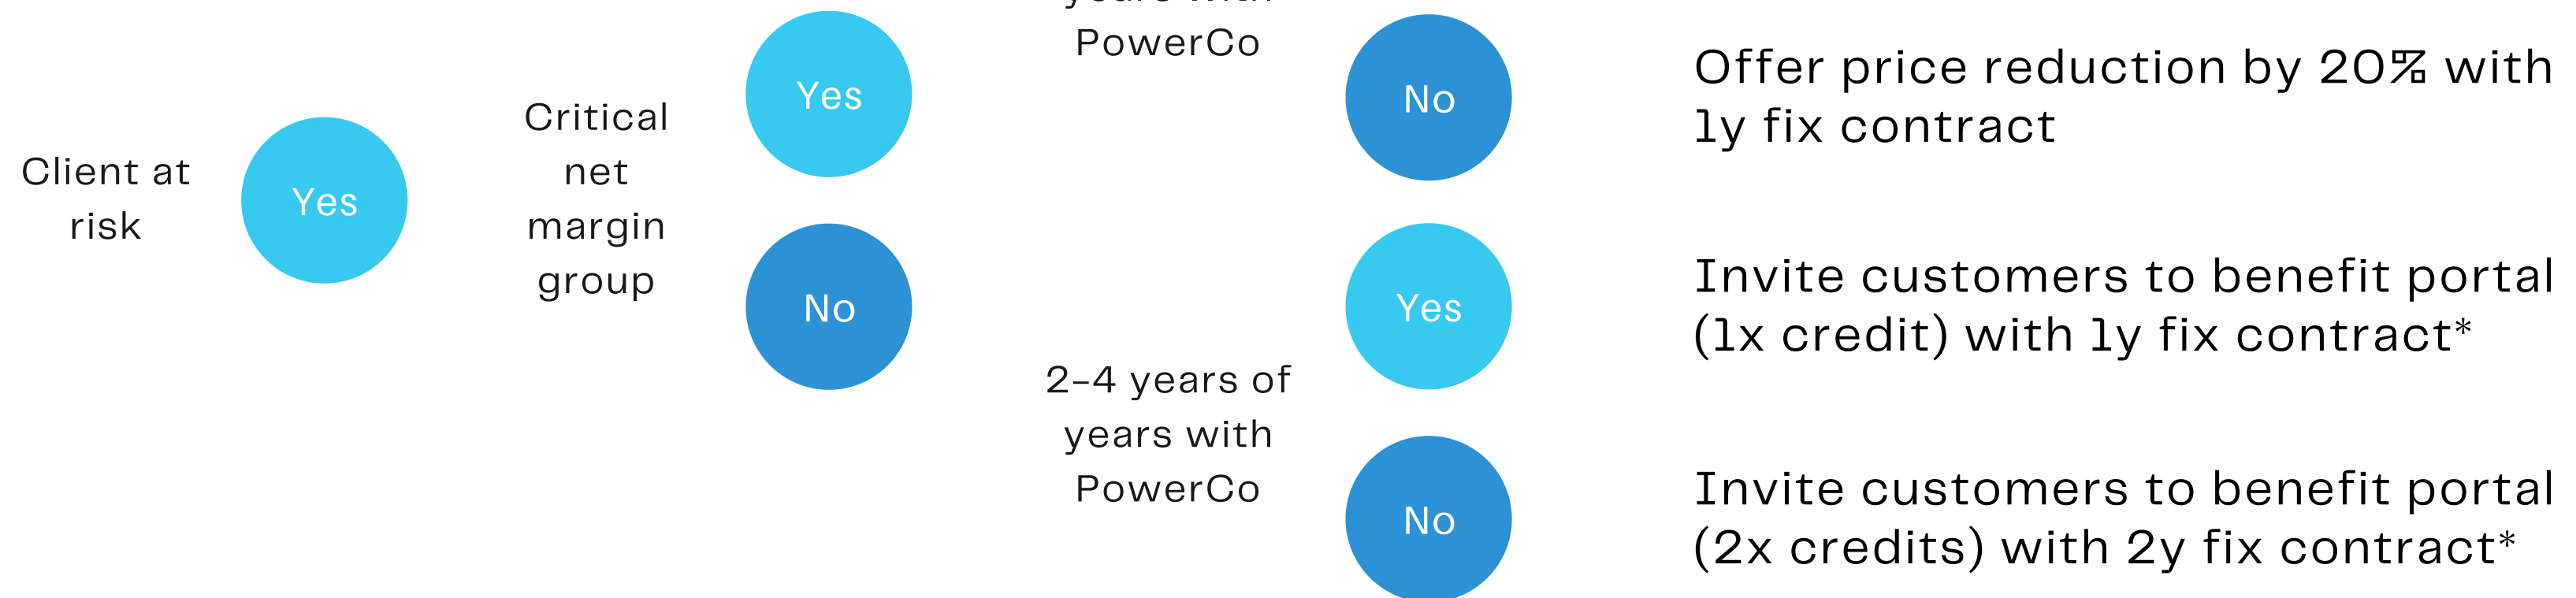 years with
PowerCo
Client at
risk
Yes
Critical
net
margin
group
Yes
No
No
Offer price reduction by 20% with
1y fix contract
Yes
Invite customers to benefit portal
(1x credit) with 1y fix contract*
2-4 years of
years with
PowerCo
No
Invite customers to benefit portal
(2x credits) with 2y fix contract*